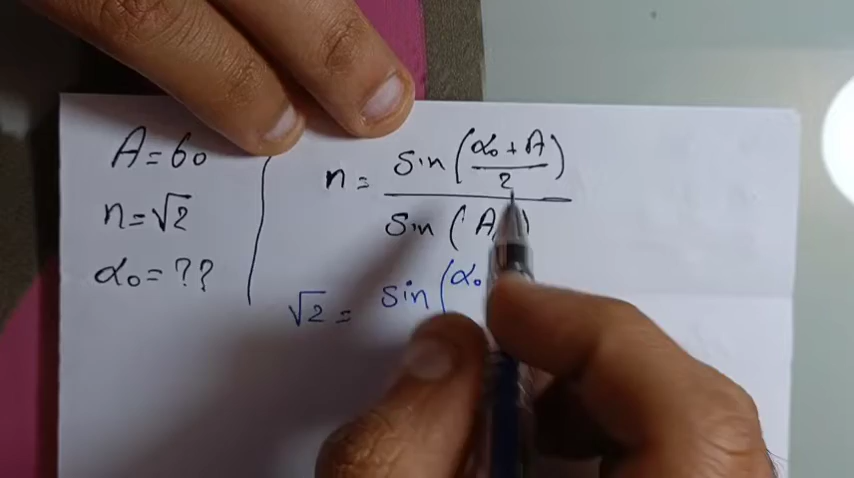 A = 60
n = √2
α₀ = ??
n = sin((α₀ + A)/2) / sin(A
√2 = sin(α₀